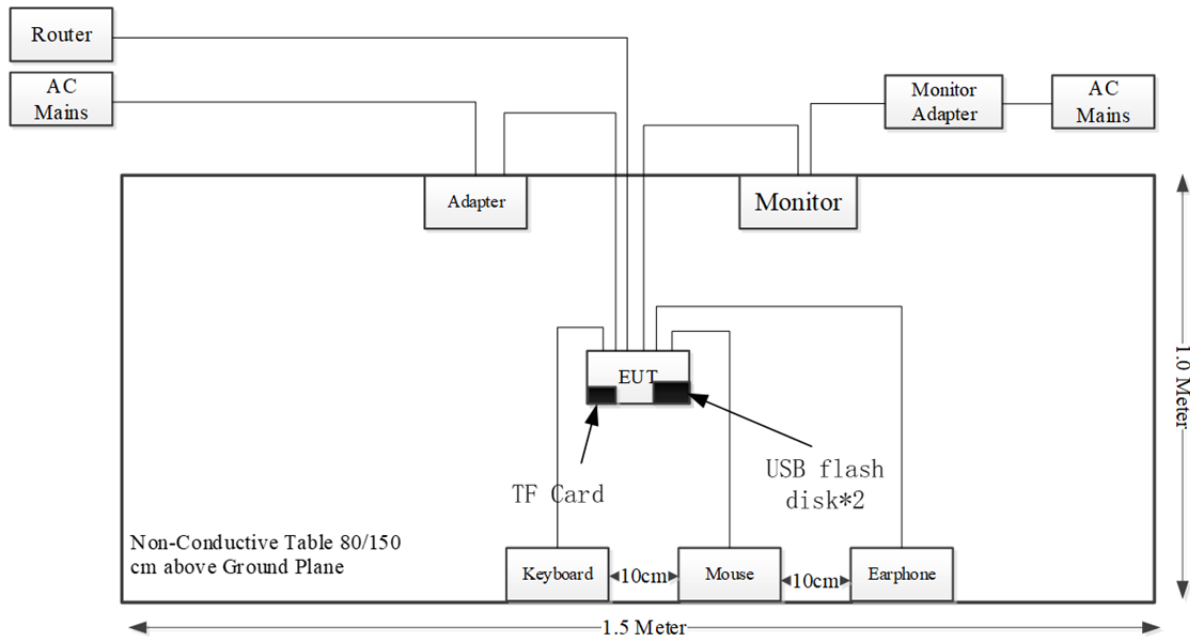 Router
AC
Mains
Monitor
Adapter
AC
Mains
Adapter
Monitor
EUT
TF Card
USB flash
disk*2
Non-Conductive Table 80/150
cm above Ground Plane
Keyboard
10cm
Mouse
10cm
Earphone
1.0 Meter
1.5 Meter